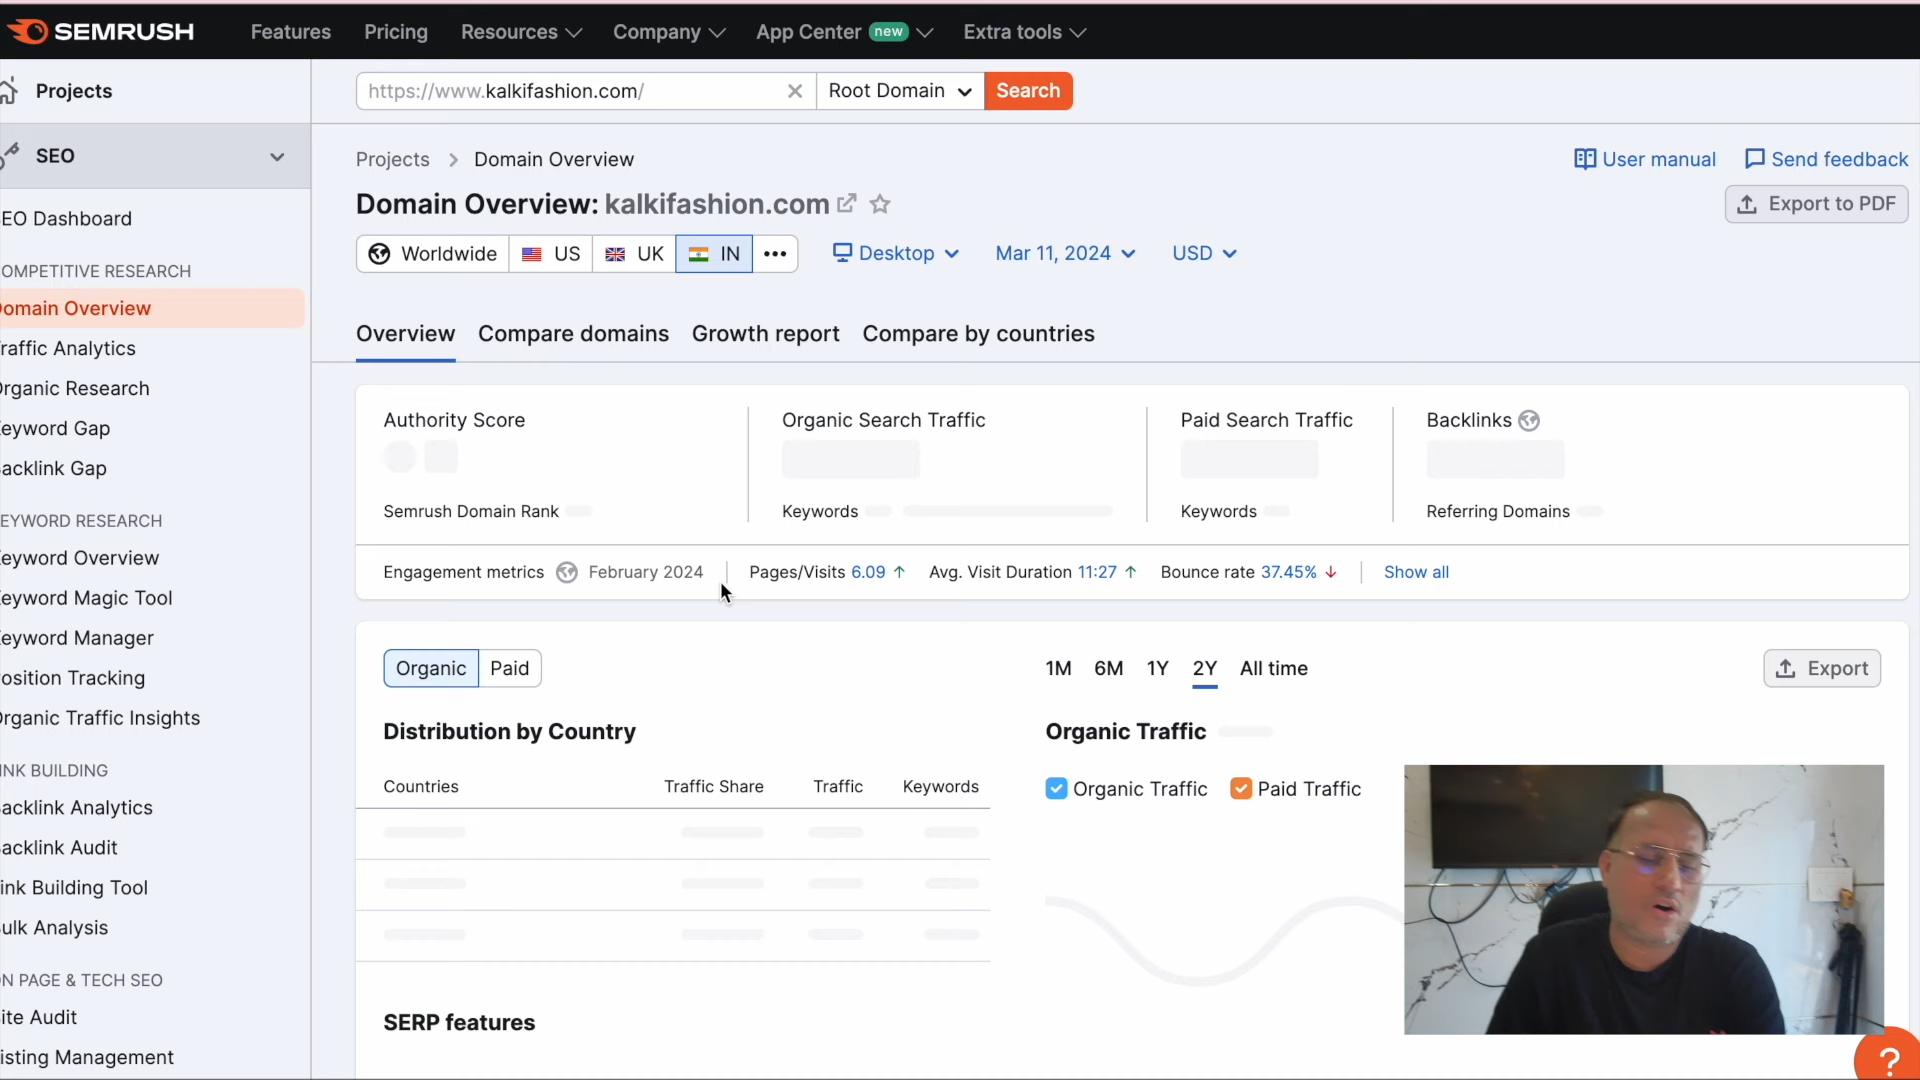 SEMRUSH
Features
Pricing
Resources
Company
App Center new
Extra tools
Projects
https://www.kalkifashion.com/
Root Domain
Search
SEO
Projects > Domain Overview
User manual
Send feedback
Domain Overview: kalkifashion.com
Export to PDF
Worldwide
US
UK
IN
•••
Desktop
Mar 11, 2024
USD
EO Dashboard
OMPETITIVE RESEARCH
omain Overview
raffic Analytics
rganic Research
eyword Gap
acklink Gap
EYWORD RESEARCH
eyword Overview
eyword Magic Tool
eyword Manager
osition Tracking
rganic Traffic Insights
INK BUILDING
acklink Analytics
acklink Audit
ink Building Tool
ulk Analysis
N PAGE & TECH SEO
ite Audit
isting Management
Overview
Compare domains
Growth report
Compare by countries
Authority Score
Semrush Domain Rank
Organic Search Traffic
Keywords
Paid Search Traffic
Keywords
Backlinks
Referring Domains
Engagement metrics
February 2024
Pages/Visits 6.09 ↑
Avg. Visit Duration 11:27 ↑
Bounce rate 37.45% ↓
Show all
Organic
Paid
1M
6M
1Y
2Y
All time
Export
Distribution by Country
Countries
Traffic Share
Traffic
Keywords
Organic Traffic
Organic Traffic
Paid Traffic
SERP features
?